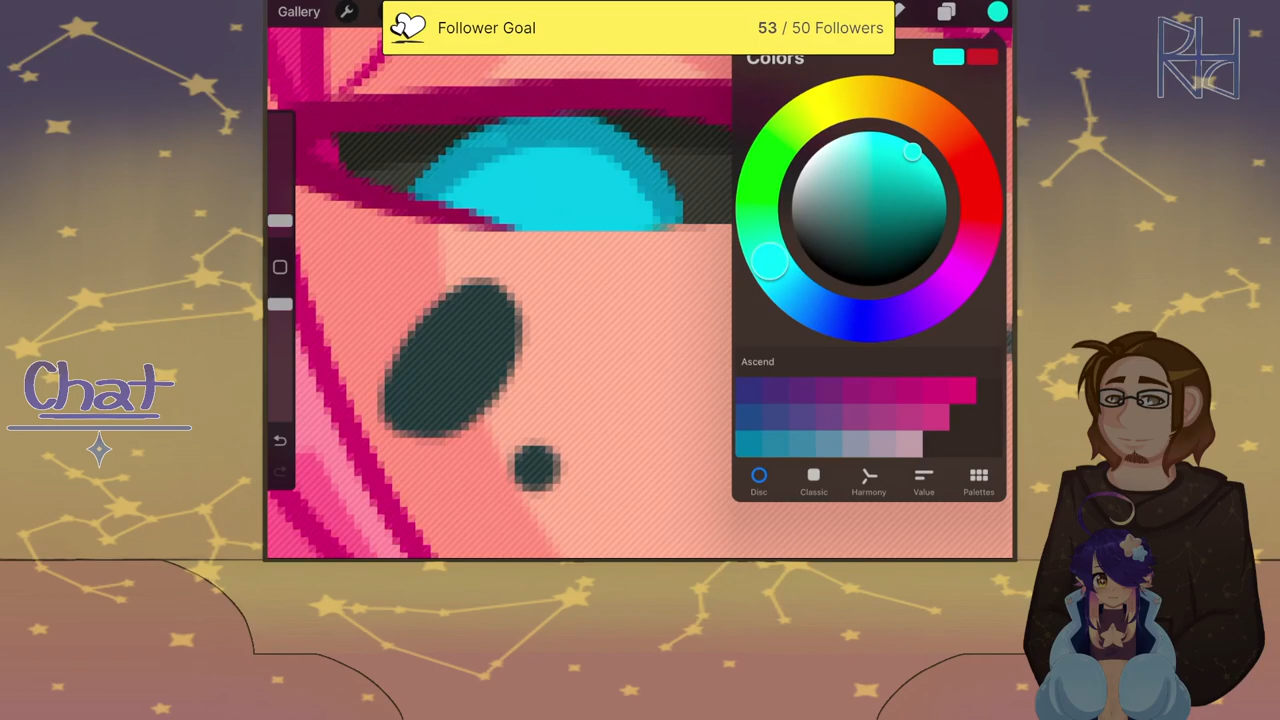 Gallery
Follower Goal
53 / 50 Followers
Colors
Chat
Ascend
Disc
Classic
Harmony
Value
Palettes